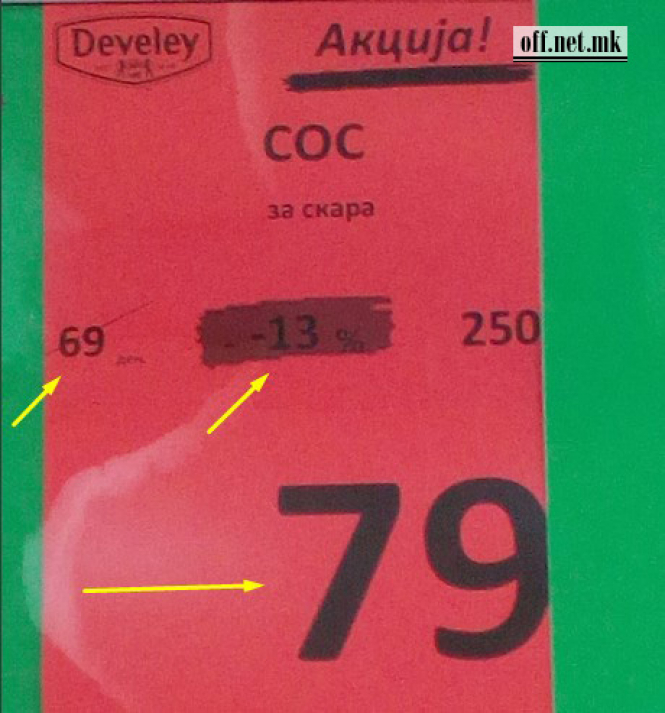 Develey
Акција!
off.net.mk
СОС
за скара
69 ден.
-13 %
250
79